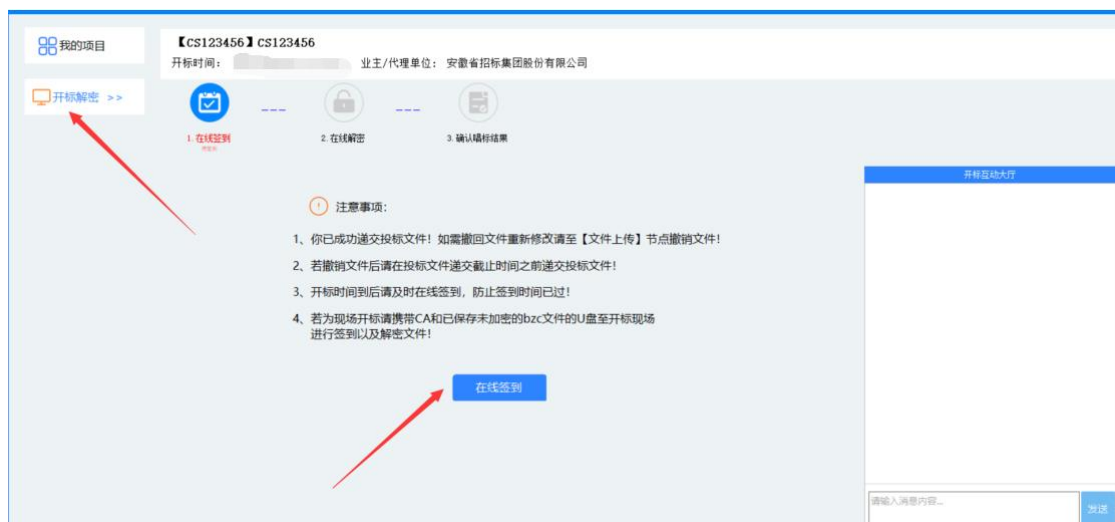 我的项目
【CS123456】CS123456
开标时间:
业主/代理单位: 安徽省招标集团股份有限公司
开标解密 >>
1. 在线签到
2. 在线解密
3. 确认唱标结果
开标互动大厅
注意事项:
1、你已成功递交投标文件!如需撤回文件重新修改请至【文件上传】节点撤销文件!
2、若撤销文件后请在投标文件递交截止时间之前递交投标文件!
3、开标时间到后请及时在线签到,防止签到时间已过!
4、若为现场开标请携带CA和已保存未加密的bzc文件的U盘至开标现场
进行签到以及解密文件!
在线签到
请输入消息内容...
发送